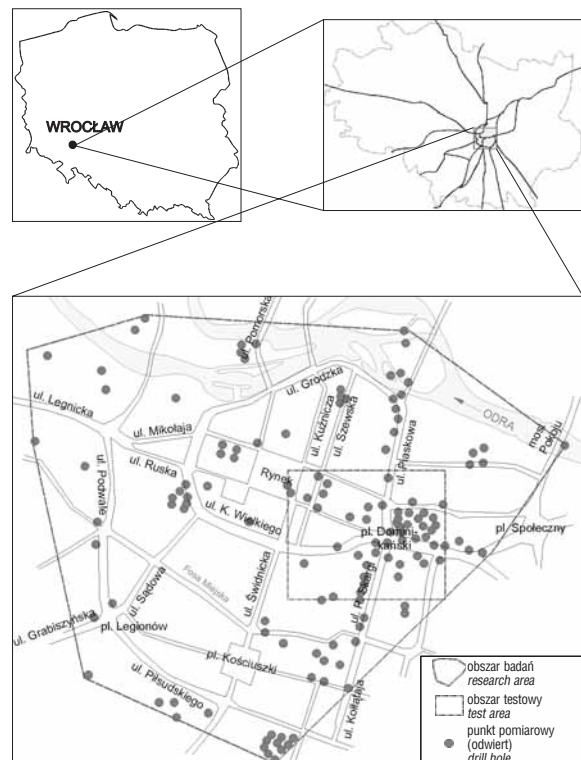 WROCŁAW
ul. Pomorska
ul. Grodzka
ul. Legnicka
ul. Mikołaja
ul. Kuźnicza
ul. Szewska
ODRA
most
Pokoju
ul. Piaskowa
ul. Ruska
Rynek
ul. Podwale
ul. K. Wielkiego
pl. Domini-
kański
pl. Społeczny
ul. Sądowa
Fosa Miejska
ul. Świdnicka
ul. P. Skargi
ul. Grabiszyńska
pl. Legionów
pl. Kościuszki
ul. Piłsudskiego
ul. Kołłątaja
obszar badań
research area
obszar testowy
test area
punkt pomiarowy
(odwiert)
drill hole